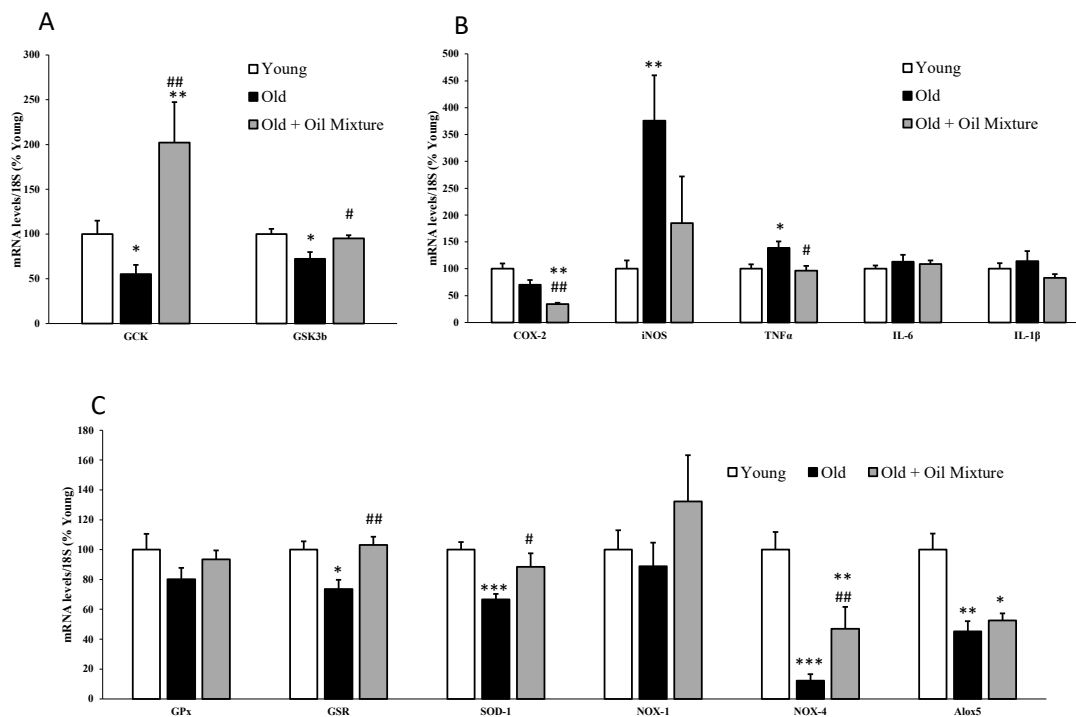 A
mRNA levels/18S (% Young)
300
250
200
150
100
50
0
Young
Old
Old + Oil Mixture
*
##
**
*
#
GCK
GSK3b
B
mRNA levels/18S (% Young)
500
450
400
350
300
250
200
150
100
50
0
Young
Old
Old + Oil Mixture
**
##
**
*
#
COX-2
iNOS
TNFα
IL-6
IL-1β
C
mRNA levels/18S (% Young)
180
160
140
120
100
80
60
40
20
0
Young
Old
Old + Oil Mixture
*
##
***
#
***
**
##
**
*
GPx
GSR
SOD-1
NOX-1
NOX-4
Alox5